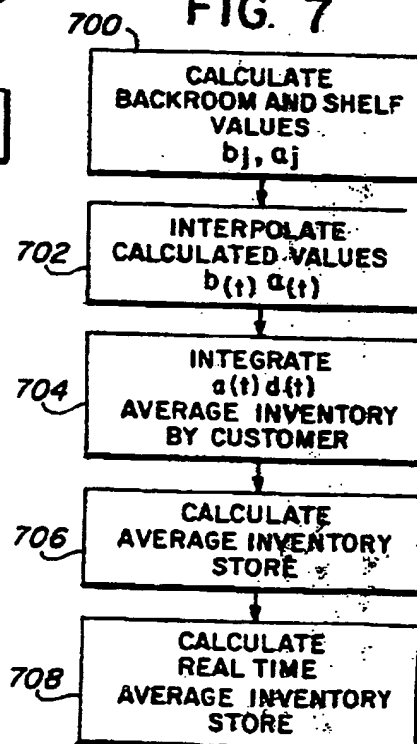 FIG. 7
700
CALCULATE
BACKROOM AND SHELF
VALUES
bj, aj
702
INTERPOLATE
CALCULATED VALUES
b(t) a(t)
704
INTEGRATE
a(t) d(t)
AVERAGE INVENTORY
BY CUSTOMER
706
CALCULATE
AVERAGE INVENTORY
STORE
708
CALCULATE
REAL TIME
AVERAGE INVENTORY
STORE